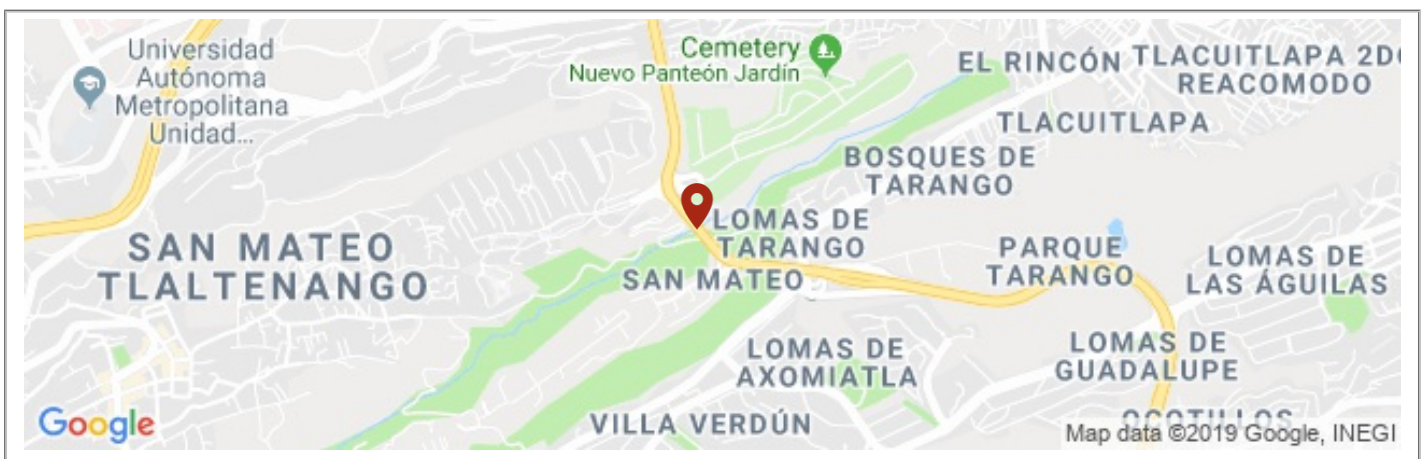 Universidad
Autónoma
Metropolitana
Unidad...
Cemetery
Nuevo Panteón Jardín
EL RINCÓN
TLACUITLAPA 2D
REACOMODO
TLACUITLAPA
BOSQUES DE
TARANGO
LOMAS DE
TARANGO
SAN MATEO
TLALTENANGO
SAN MATEO
PARQUE
TARANGO
LOMAS DE
LAS ÁGUILAS
LOMAS DE
AXOMIATLA
LOMAS DE
GUADALUPE
VILLA VERDÚN
OCOTILLOS
Google
Map data ©2019 Google, INEGI